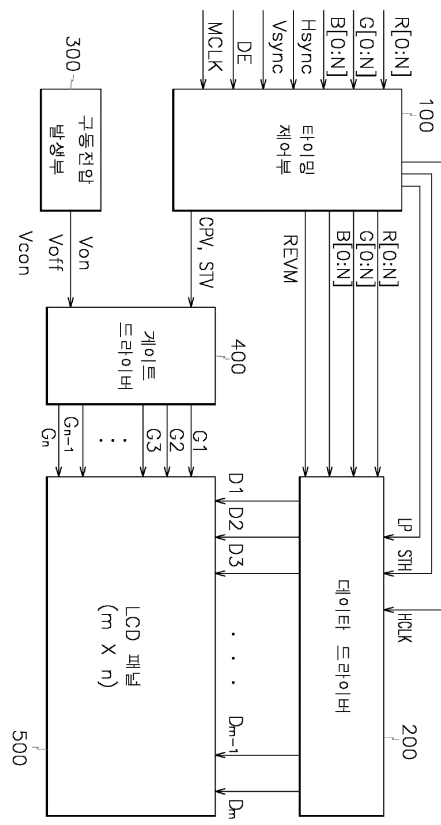 R[0:N]
G[0:N]
B[0:N]
Hsync
Vsync
DE
MCLK
100
타이밍
제어부
R[0:N]
G[0:N]
B[0:N]
REVM
CPV, STV
LP
STH
HCLK
데이타 드라이버
200
300
구동전압
발생부
Von
Voff
Vcon
게이트
드라이버
400
G1
G2
G3
...
Gn-1
Gn
D1
D2
D3
. . . .
Dm-1
Dm
LCD 패널
(m X n)
500